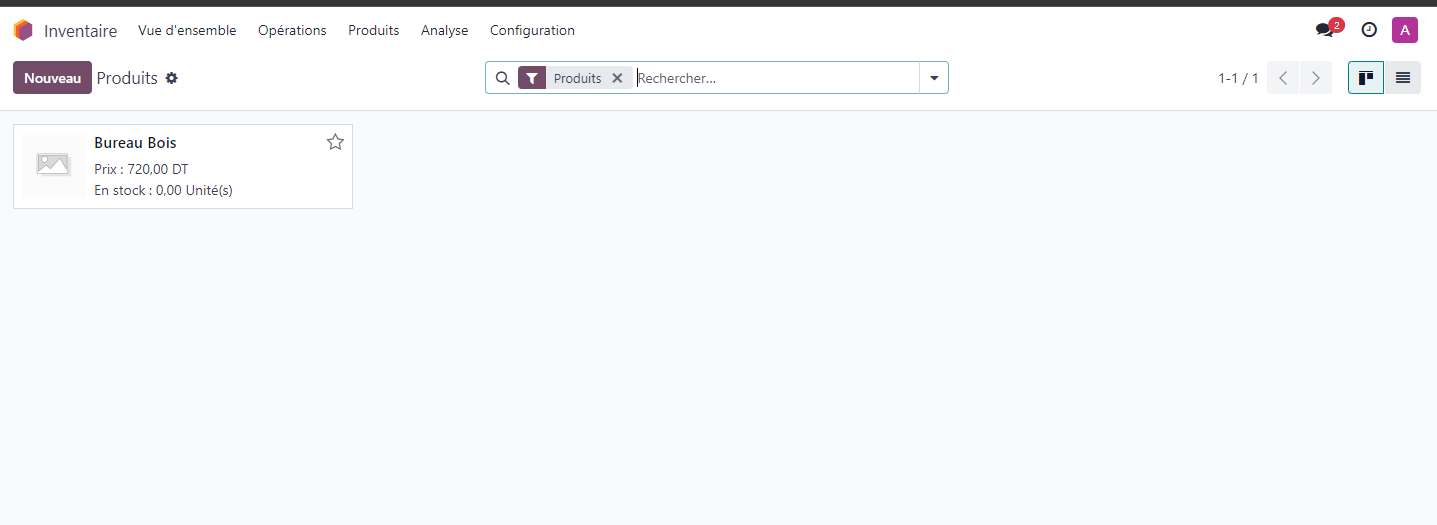 Inventaire Vue d'ensemble Opérations Produits Analyse Configuration 2 A
Nouveau Produits Produits Rechercher... 1-1 / 1
Bureau Bois
Prix : 720,00 DT
En stock : 0,00 Unité(s)